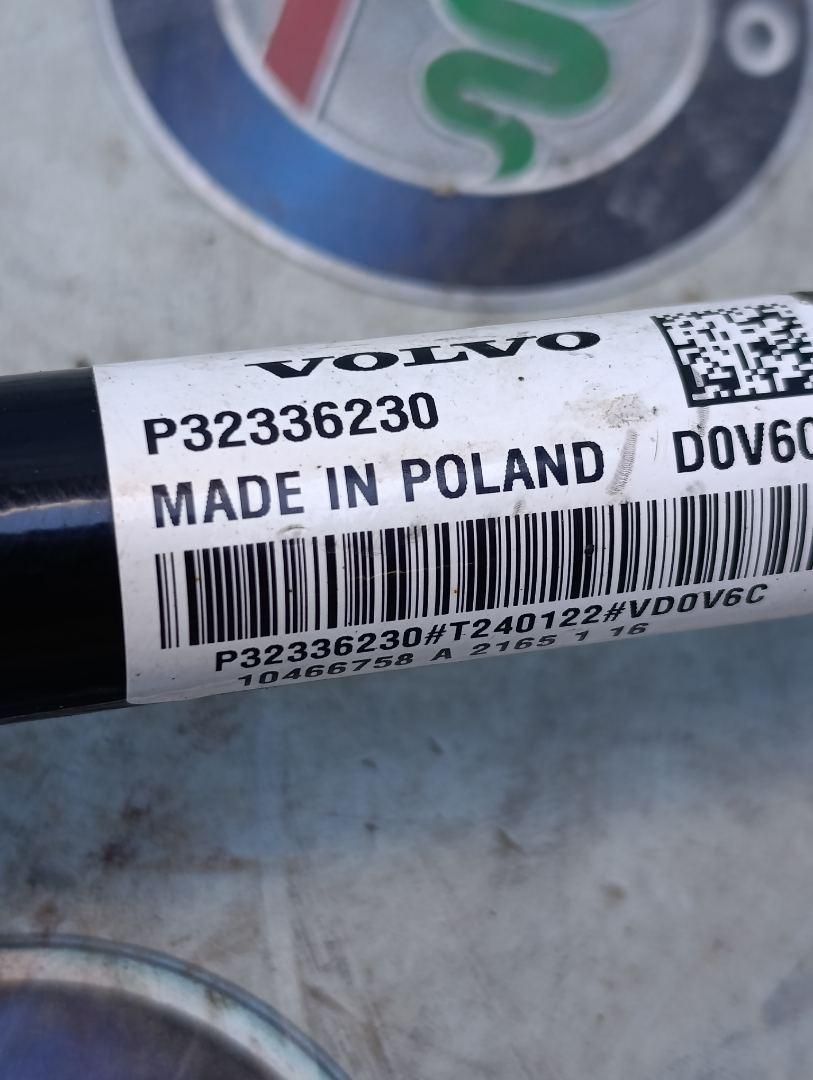 VOLVO
P32336230
MADE IN POLAND D0V6C
P32336230#T240122#VD0V6C
10466758 A 2165 1 16